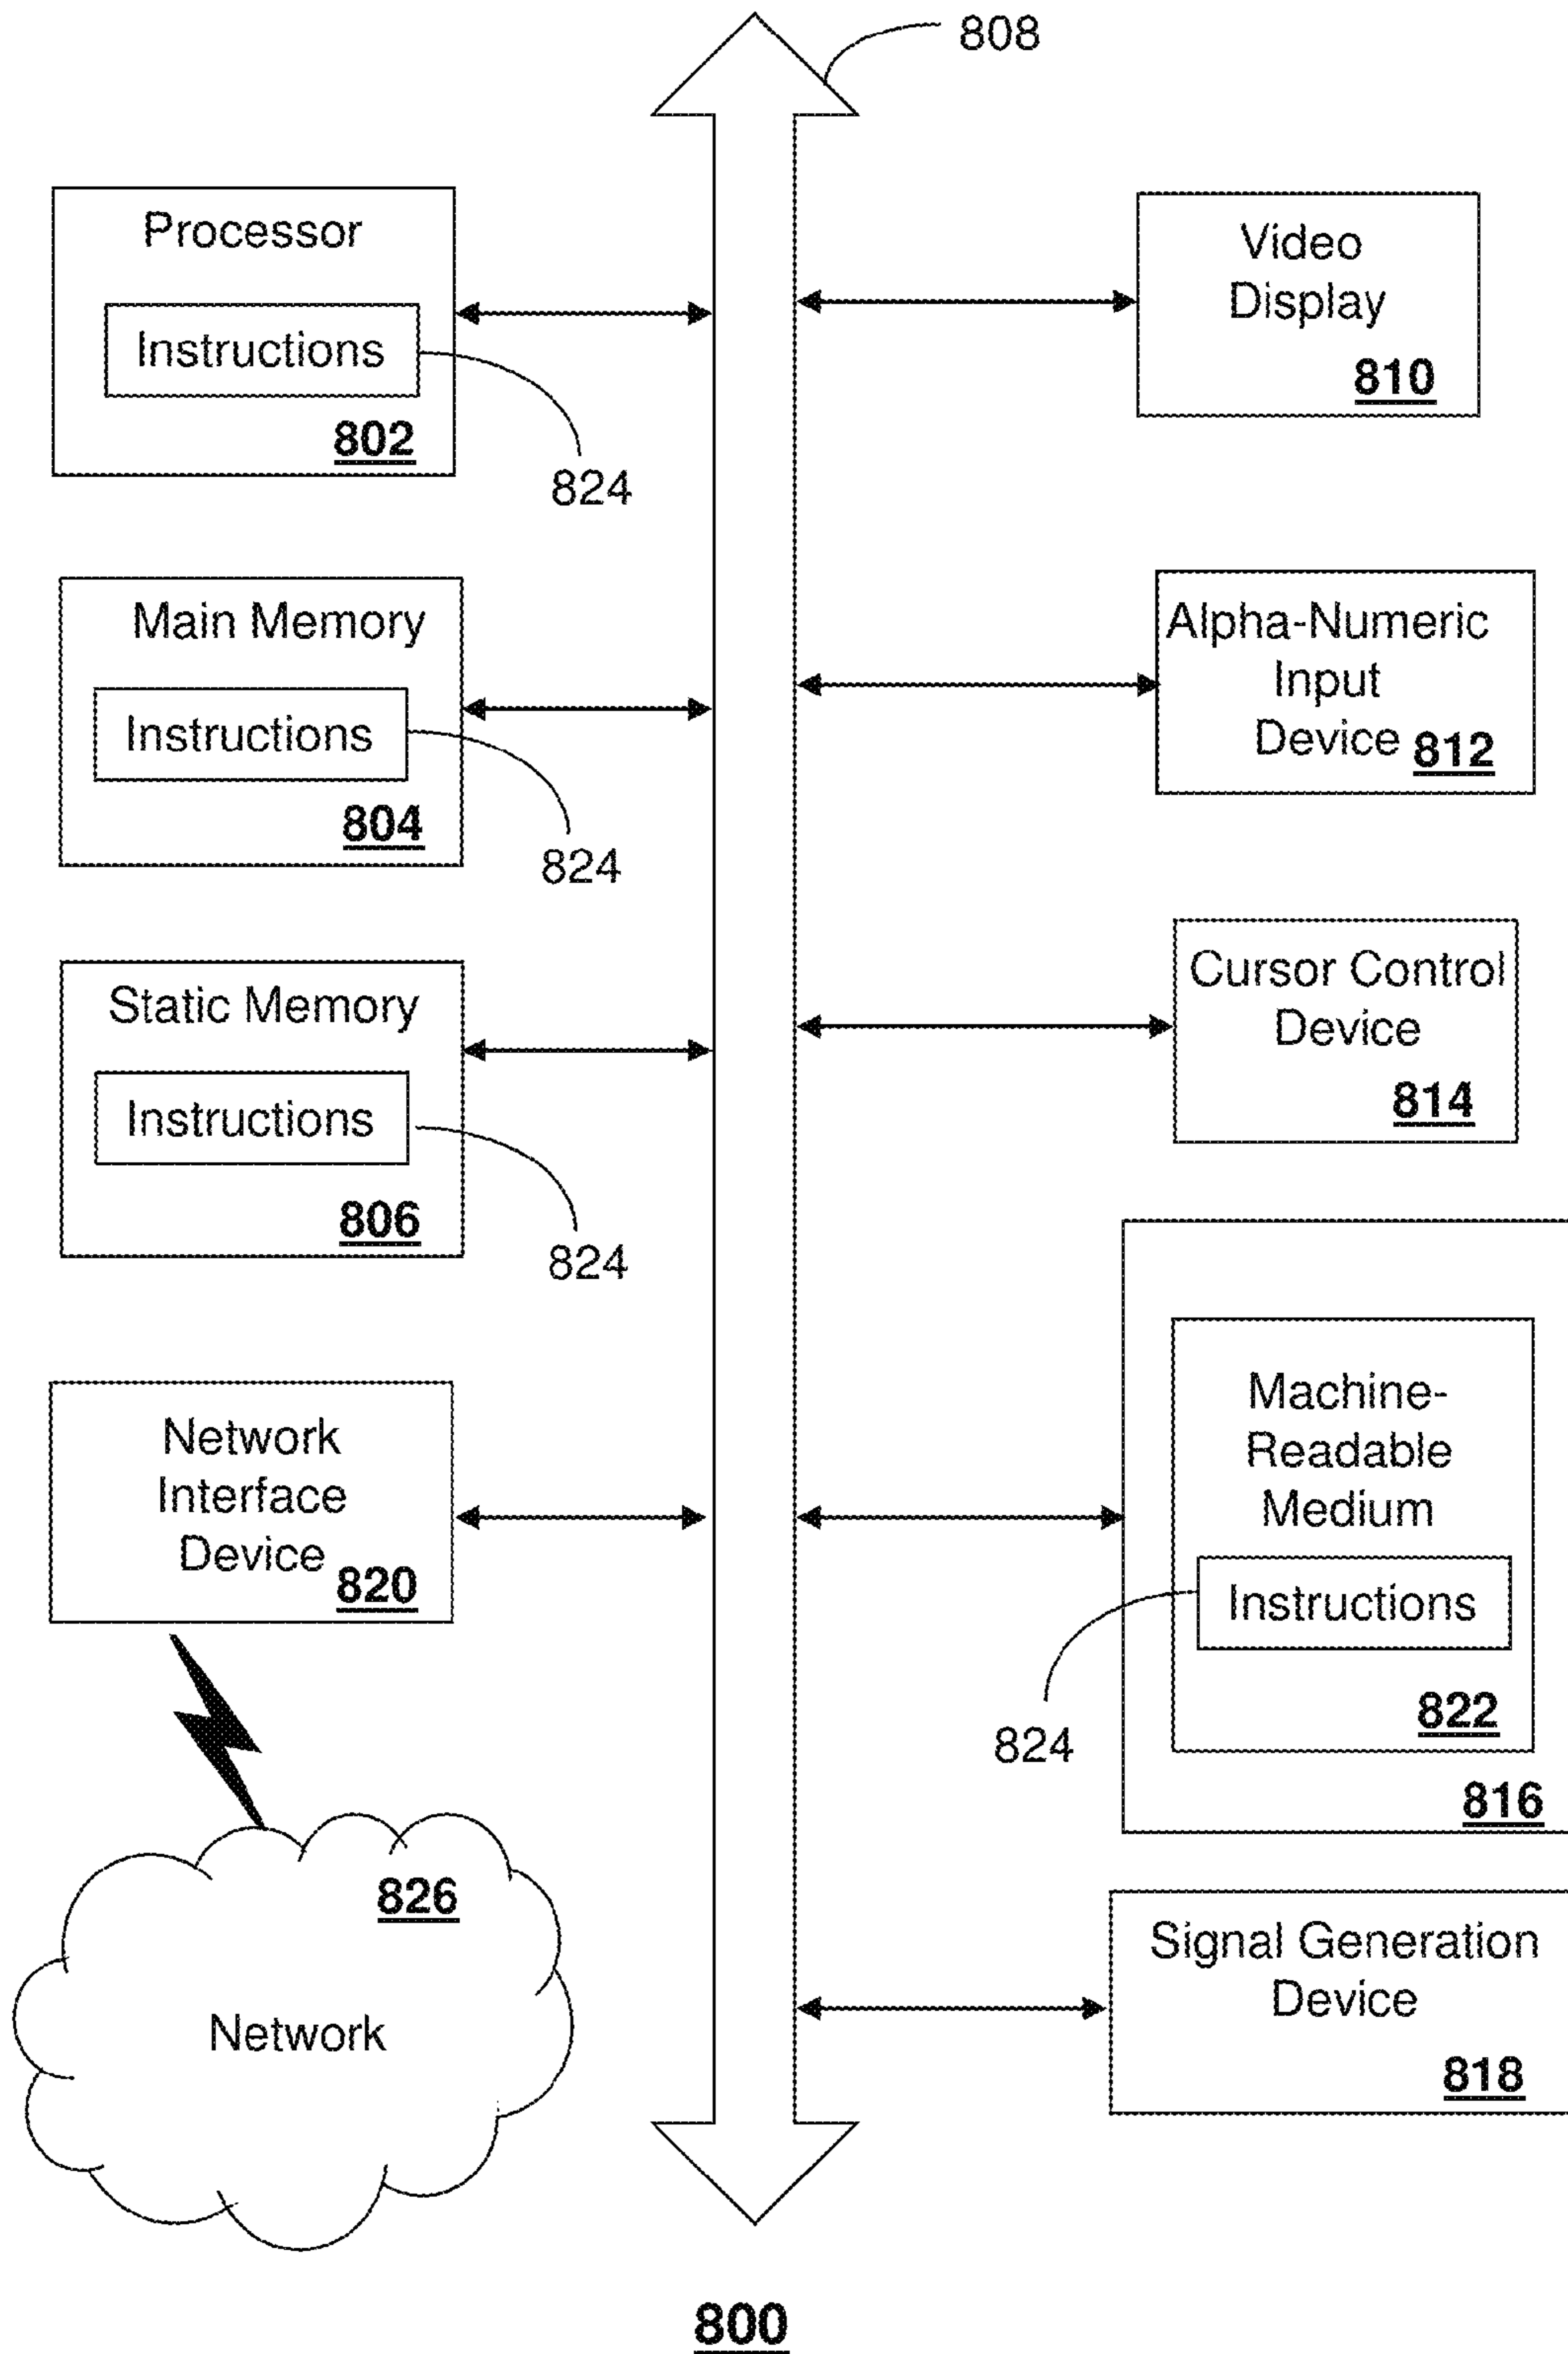 808
Processor
Instructions
802
824
Main Memory
Instructions
804
824
Static Memory
Instructions
806
824
Network
Interface
Device
820
826
Network
Video
Display
810
Alpha-Numeric
Input
Device 812
Cursor Control
Device
814
Machine-
Readable
Medium
Instructions
822
824
816
Signal Generation
Device
818
800